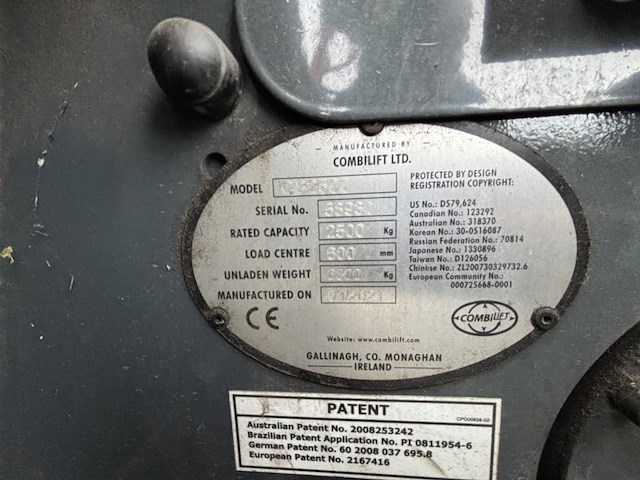 MANUFACTURED BY
COMBILIFT LTD.
MODEL
SERIAL No.
RATED CAPACITY 2500 Kg
LOAD CENTRE 600 mm
UNLADEN WEIGHT Kg
MANUFACTURED ON
CE
PROTECTED BY DESIGN
REGISTRATION COPYRIGHT:
US No.: D579,624
Canadian No.: 123292
Australian No.: 318370
Korean No.: 30-0516087
Russian Federation No.: 70814
Japanese No.: 1330896
Taiwan No.: D126056
Chinese No.: ZL200730329732.6
European Community No.:
000725668-0001
COMBILIFT
Website: www.combilift.com
GALLINAGH, CO. MONAGHAN
IRELAND
PATENT
Australian Patent No. 2008253242
Brazilian Patent Application No. PI 0811954-6
German Patent No. 60 2008 037 695.8
European Patent No. 2167416